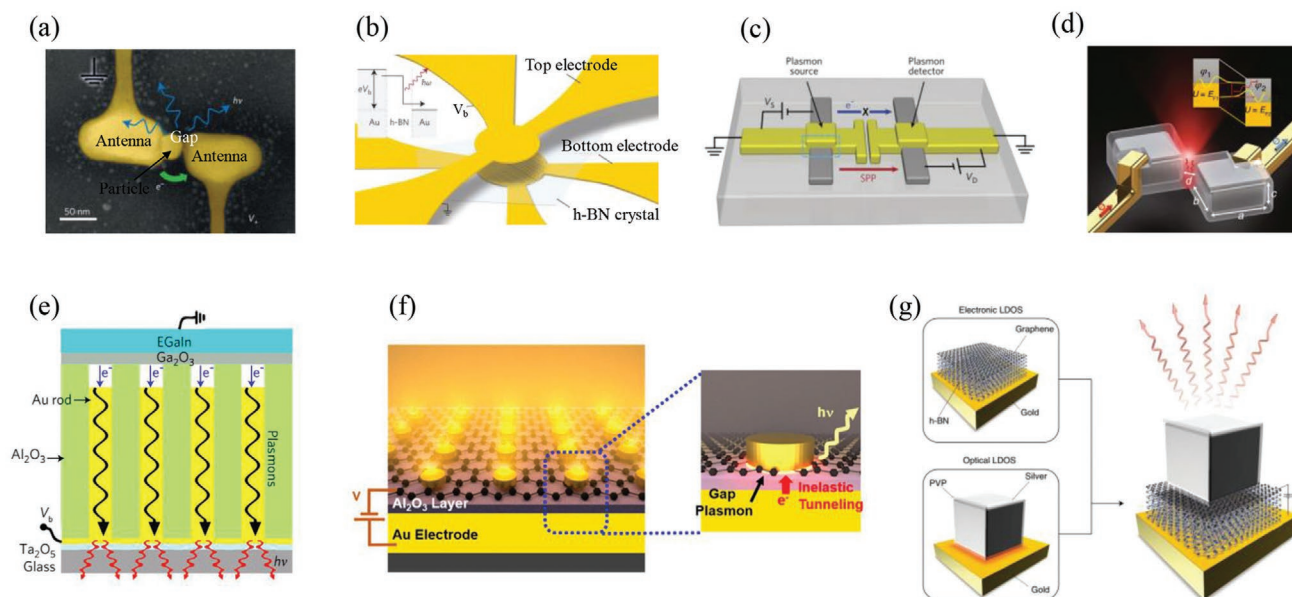 (a)
hν
Antenna
Gap
Antenna
Particle
e⁻
50 nm
Vₛ
(b)
eV_b
ħω
Au
h-BN
Au
V_b
Top electrode
Bottom electrode
h-BN crystal
(c)
Plasmon
source
Plasmon
detector
V_S
e⁻
X
SPP
V_D
(d)
φ₁
φ₂
d
b
a
c
(e)
EGaIn
Ga₂O₃
e⁻ e⁻ e⁻ e⁻
Au rod
Al₂O₃
Plasmons
V_b
Ta₂O₅
Glass
hν
(f)
V
Al₂O₃ Layer
Au Electrode
hν
Gap
Plasmon
e⁻
Inelastic
Tunneling
(g)
Electronic LDOS
Graphene
h-BN
Gold
Optical LDOS
PVP
Silver
Gold